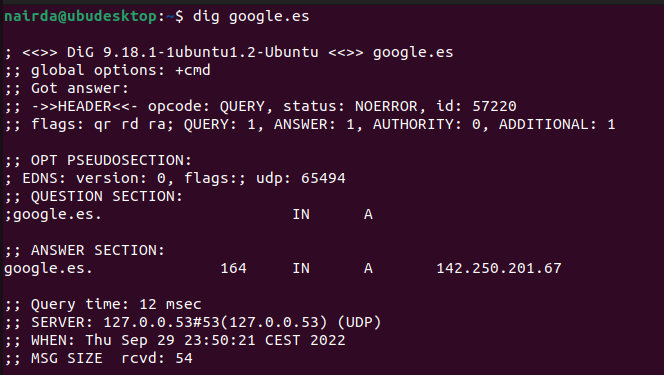 nairda@ubudesktop:~$ dig google.es
; <<>> DiG 9.18.1-1ubuntu1.2-Ubuntu <<>> google.es
;; global options: +cmd
;; Got answer:
;; ->>HEADER<<- opcode: QUERY, status: NOERROR, id: 57220
;; flags: qr rd ra; QUERY: 1, ANSWER: 1, AUTHORITY: 0, ADDITIONAL: 1
;; OPT PSEUDOSECTION:
; EDNS: version: 0, flags:; udp: 65494
;; QUESTION SECTION:
;google.es. IN A
;; ANSWER SECTION:
google.es. 164 IN A 142.250.201.67
;; Query time: 12 msec
;; SERVER: 127.0.0.53#53(127.0.0.53) (UDP)
;; WHEN: Thu Sep 29 23:50:21 CEST 2022
;; MSG SIZE  rcvd: 54